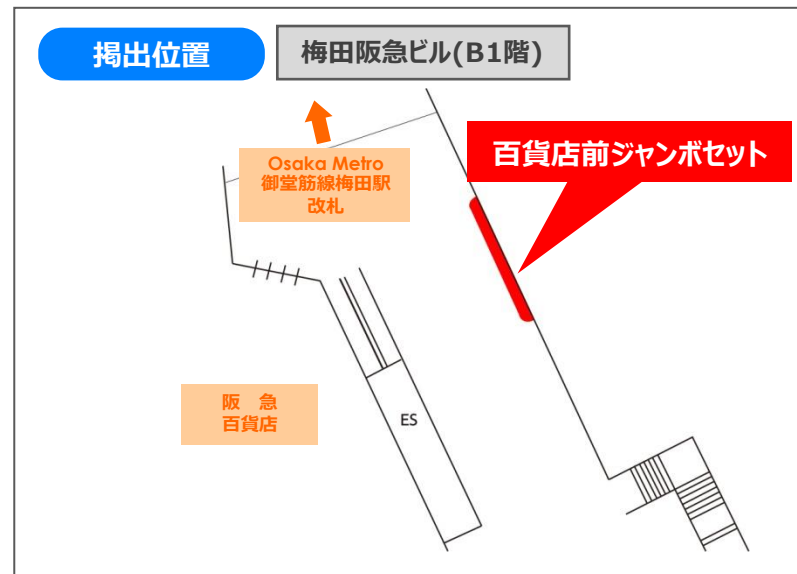 掲出位置
梅田阪急ビル(B1階)
百貨店前ジャンボセット
Osaka Metro
御堂筋線梅田駅
改札
阪　急
百貨店
ES